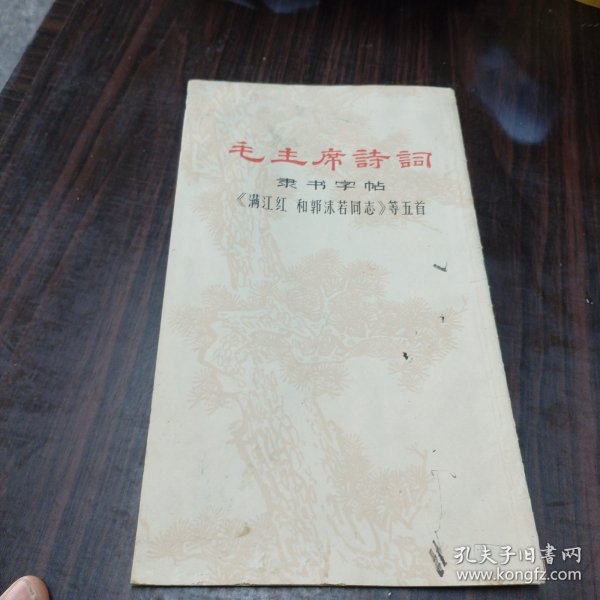 毛主席詩詞
隶书字帖
《满江红 和郭沫若同志》等五首
孔夫子旧书网
www.kongfz.com